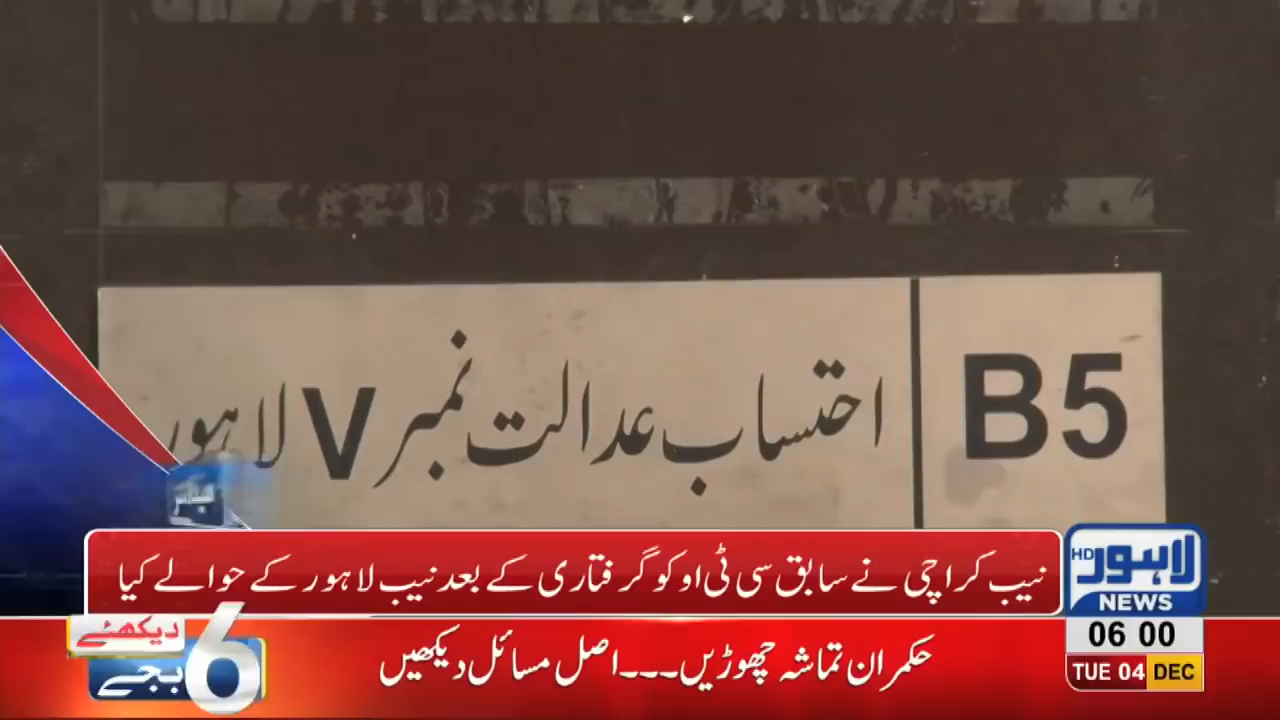 احتساب عدالت نمبر V لاہور
B5
نیب کراچی نے سابق سی ٹی او کو گرفتاری کے بعد نیب لاہور کے حوالے کیا
HD لاہور
NEWS
06 00
TUE 04 DEC
حکمران تماشہ چھوڑیں۔۔۔اصل مسائل دیکھیں
دیکھئے
6 بجے